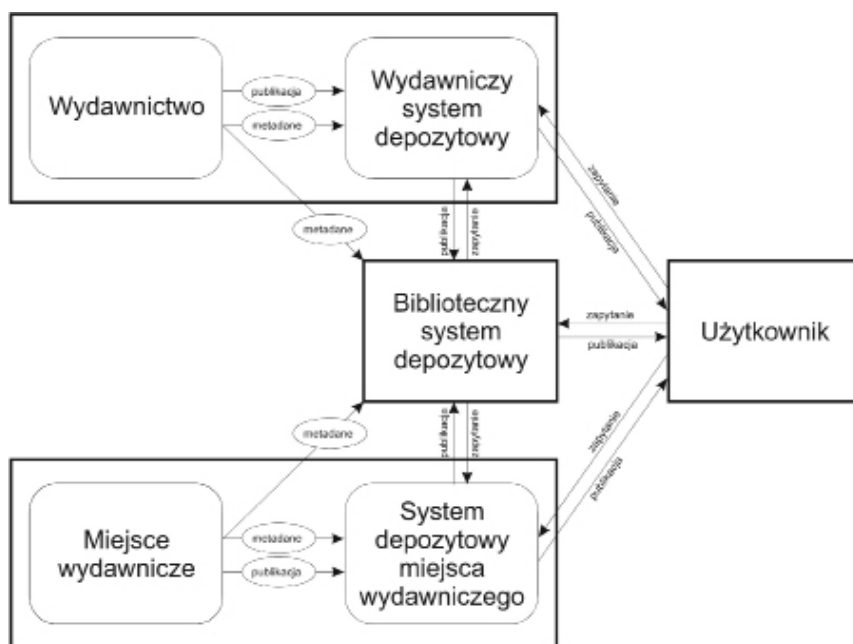 Wydawnictwo
publikacja
metadane
Wydawniczy
system
depozytowy
metadane
publikacja
zapytanie
zapytanie
publikacja
Biblioteczny
system
depozytowy
zapytanie
publikacja
Użytkownik
metadane
publikacja
zapytanie
zapytanie
publikacja
Miejsce
wydawnicze
metadane
publikacja
System
depozytowy
miejsca
wydawniczego